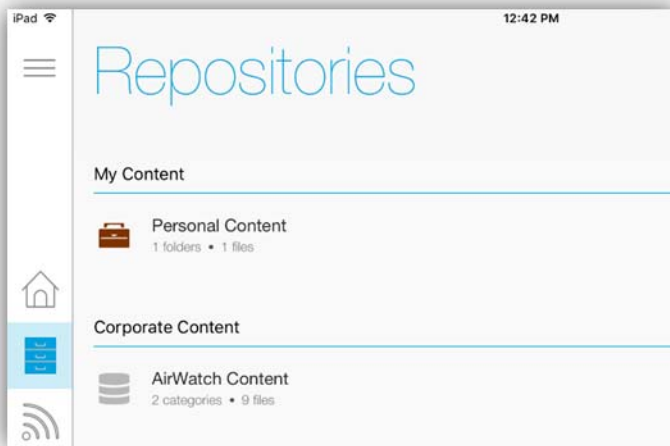 iPad 12:42 PM
Repositories
My Content
Personal Content
1 folders • 1 files
Corporate Content
AirWatch Content
2 categories • 9 files